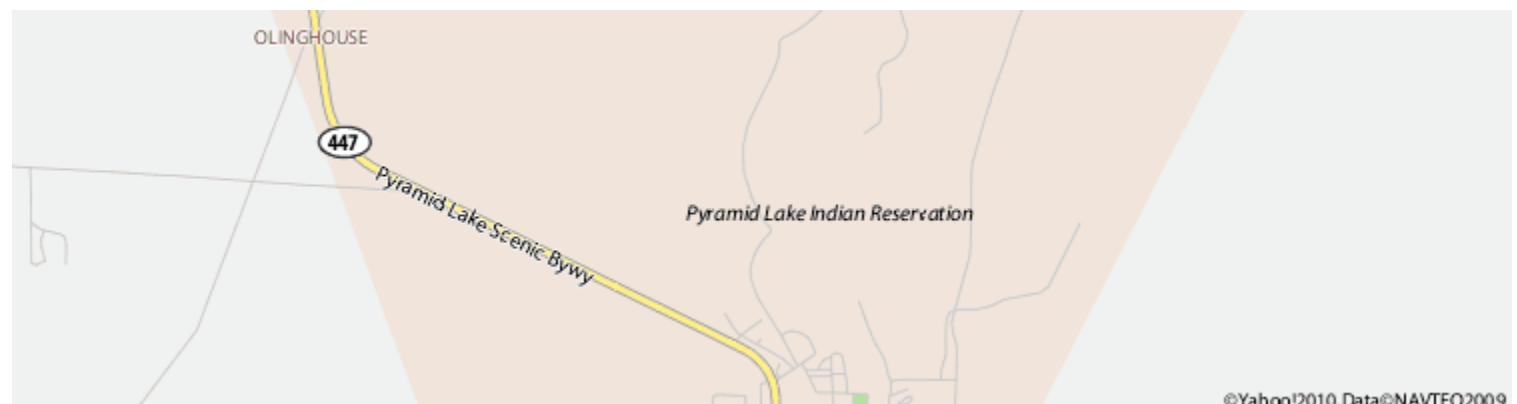 OLINGHOUSE
447
Pyramid Lake Scenic Bywy
Pyramid Lake Indian Reservation
©Yahoo!2010 Data©NAVTEQ2009